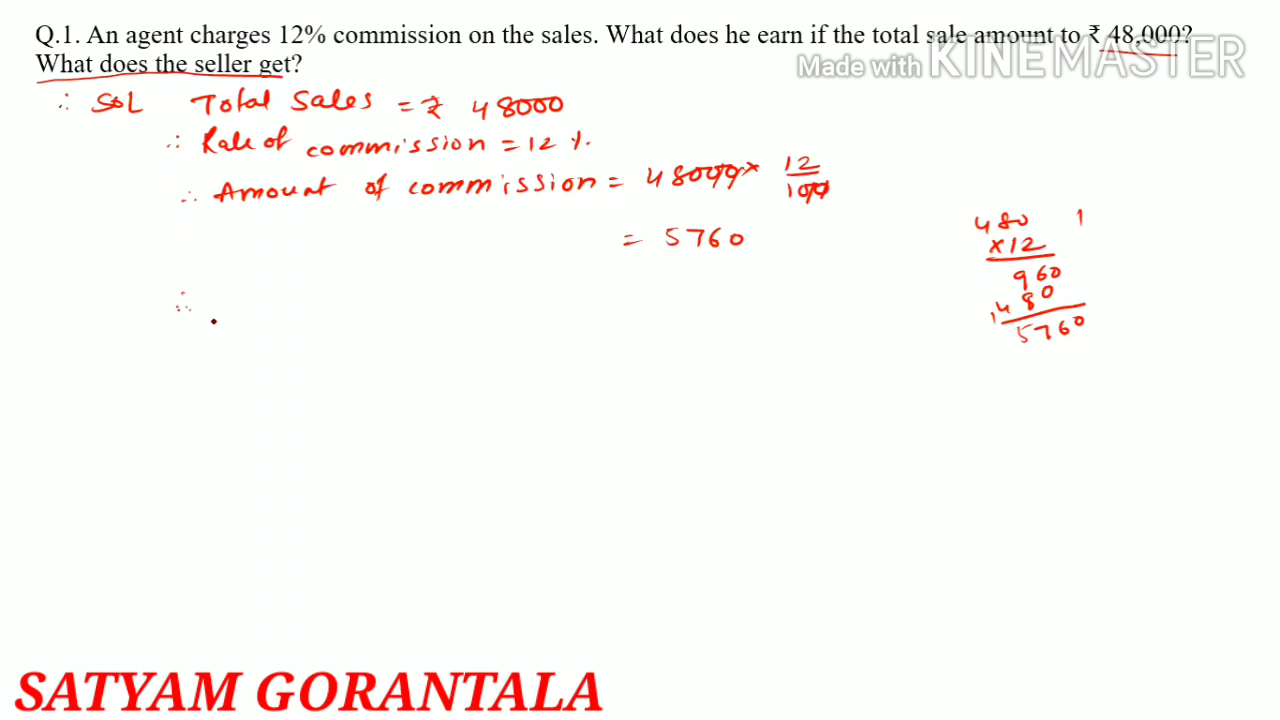 Q.1. An agent charges 12% commission on the sales. What does he earn if the total sale amount to ₹ 48,000?
What does the seller get?
Made with KINEMASTER
∴ Sol Total Sales = ₹ 48000
∴ Rate of commission = 12 %.
∴ Amount of commission = 48000 × 12/100
= 5760
480 1
×12
960
1480
5760
∴
SATYAM GORANTALA